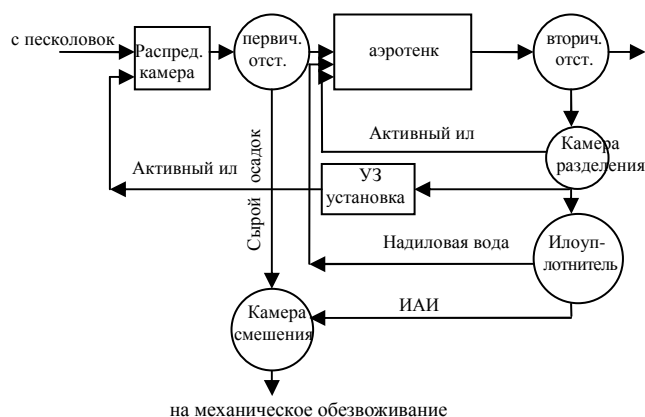 с песколовок
Распред.
камера
первич.
отст.
аэротенк
вторич.
отст.
Активный ил
Камера
разделения
Активный ил
УЗ
установка
Сырой осадок
Надиловая вода
Илоуп-
лотнитель
ИАИ
Камера
смешения
на механическое обезвоживание